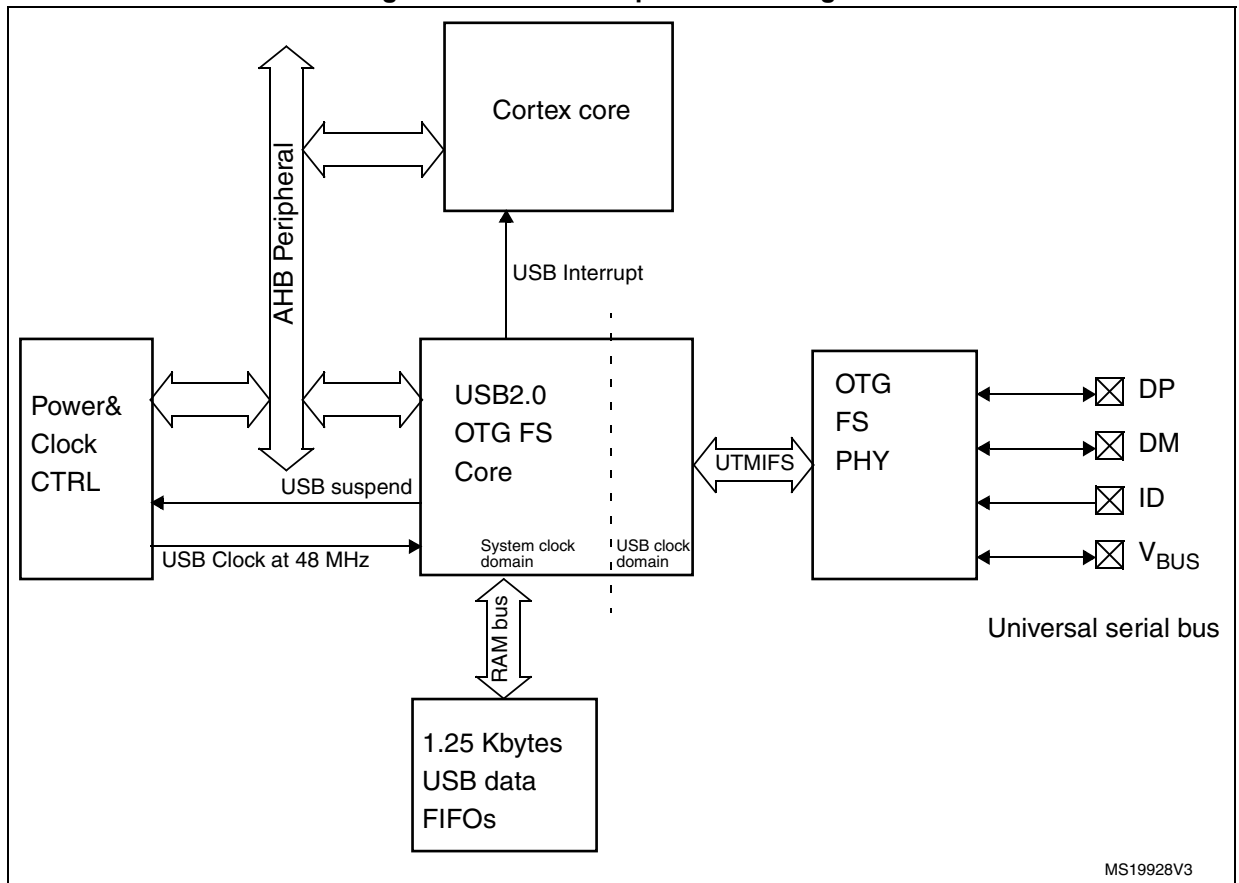 Cortex core
AHB Peripheral
USB Interrupt
Power&
Clock
CTRL
USB2.0
OTG FS
Core
System clock
domain
USB clock
domain
USB suspend
USB Clock at 48 MHz
UTMIFS
OTG
FS
PHY
DP
DM
ID
VBUS
Universal serial bus
RAM bus
1.25 Kbytes
USB data
FIFOs
MS19928V3